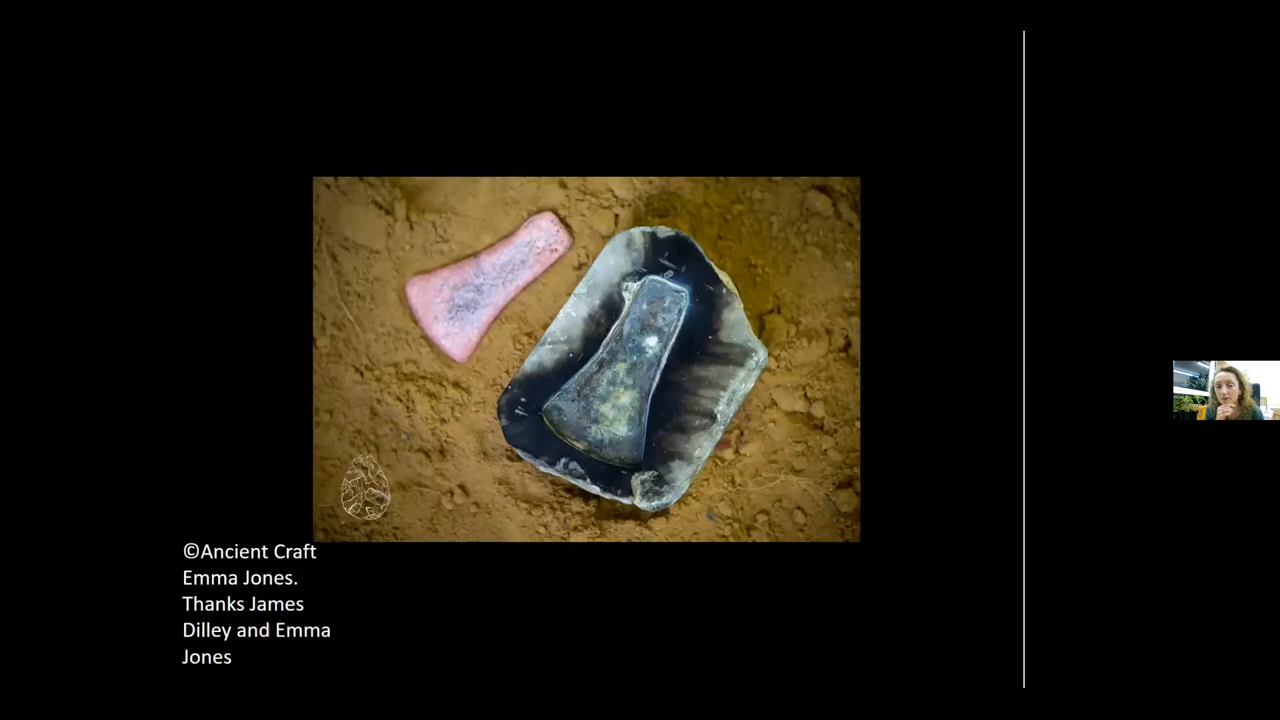 ©Ancient Craft
Emma Jones.
Thanks James
Dilley and Emma
Jones